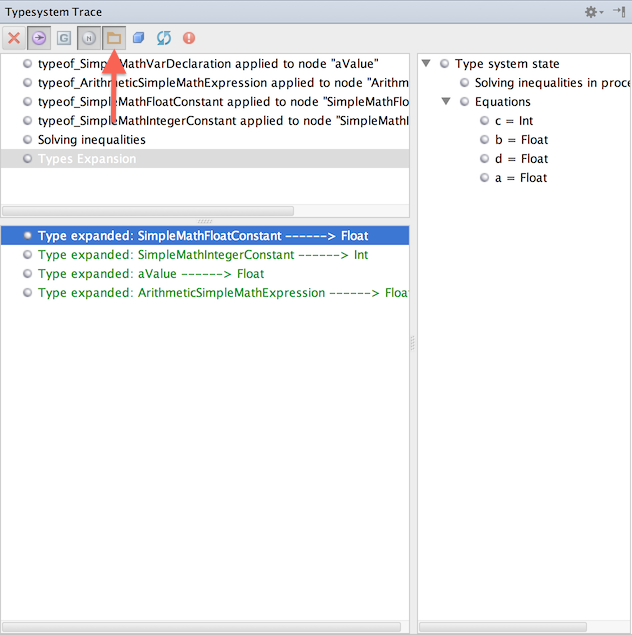 Typesystem Trace
G
typeof_SimpleMathVarDeclaration applied to node "aValue"
typeof_ArithmeticSimpleMathExpression applied to node "Arithm
typeof_SimpleMathFloatConstant applied to node "SimpleMathFlo
typeof_SimpleMathIntegerConstant applied to node "SimpleMathI
Solving inequalities
Types Expansion
Type expanded: SimpleMathFloatConstant ------> Float
Type expanded: SimpleMathIntegerConstant ------> Int
Type expanded: aValue ------> Float
Type expanded: ArithmeticSimpleMathExpression ------> Floa
Type system state
Solving inequalities in proce
Equations
c = Int
b = Float
d = Float
a = Float